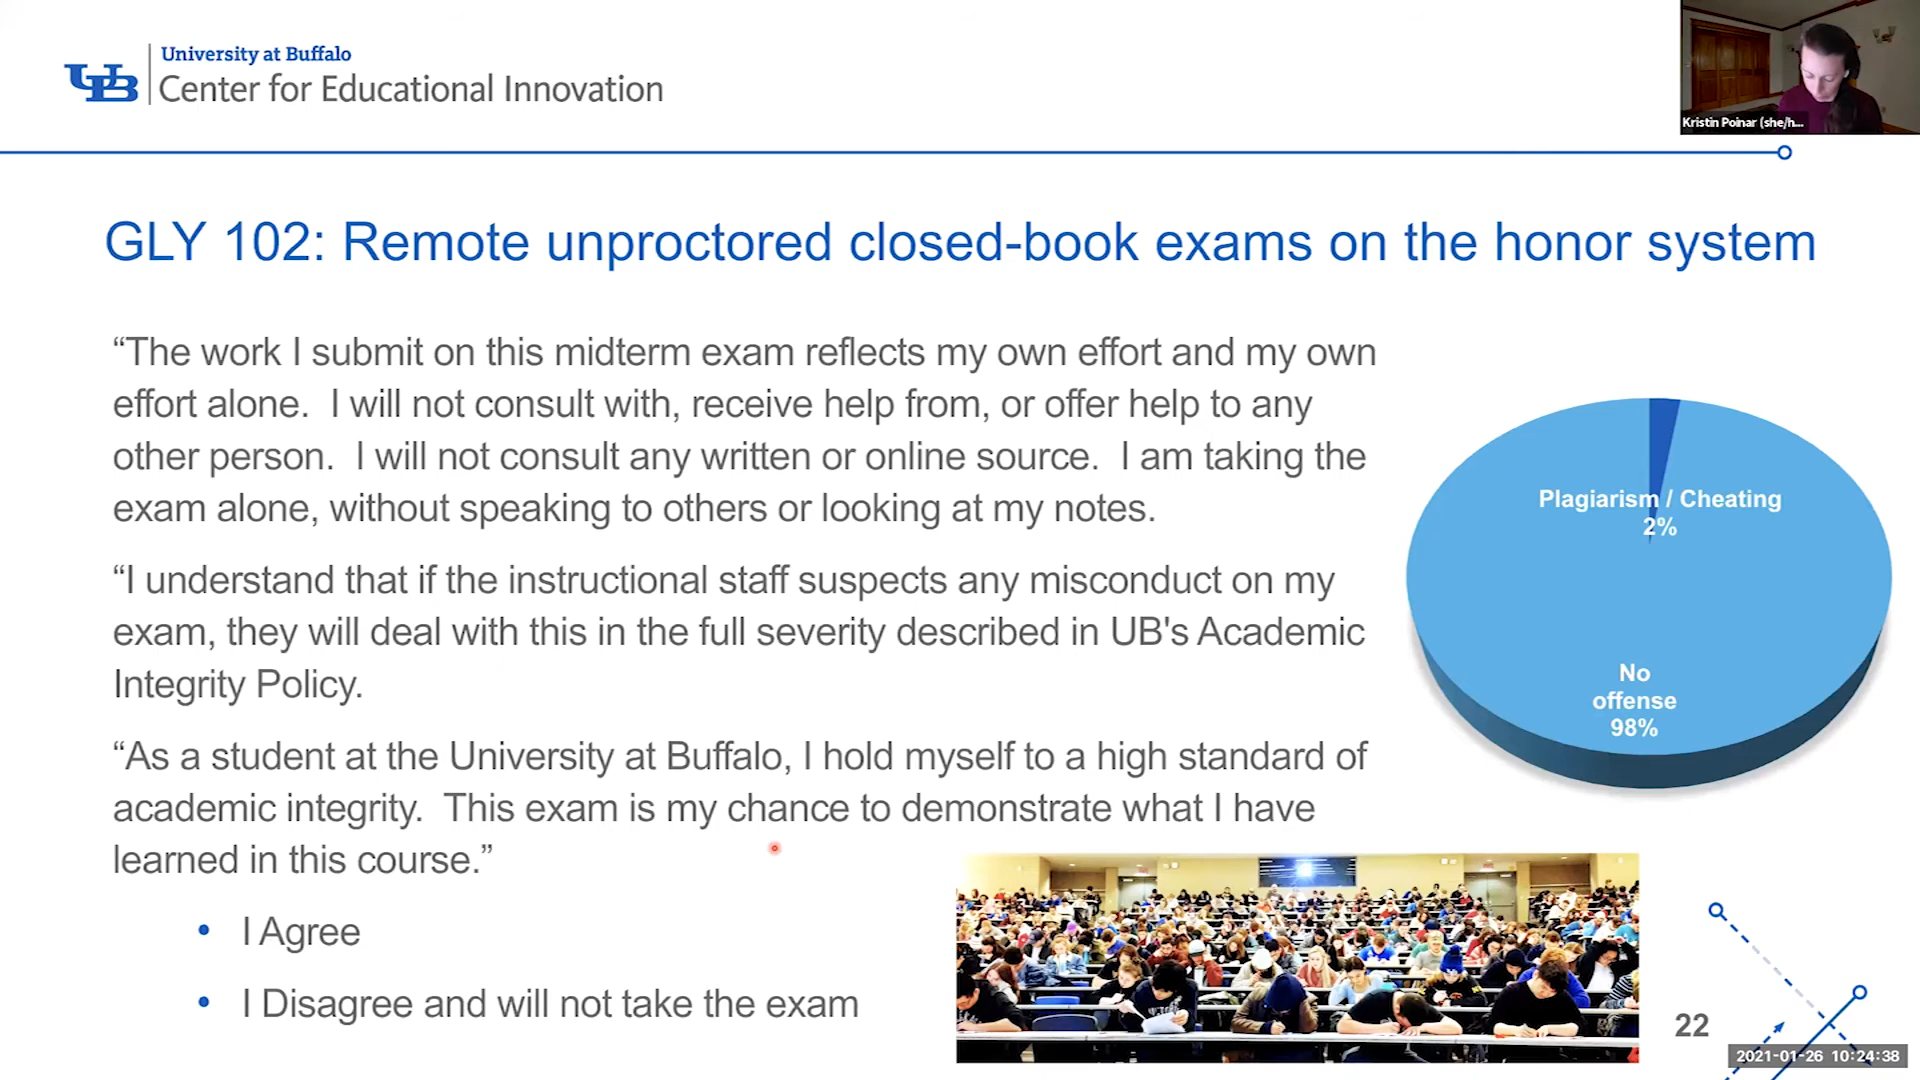 University at Buffalo
UB
Center for Educational Innovation
Kristin Poinar (she/h...
GLY 102: Remote unproctored closed-book exams on the honor system
“The work I submit on this midterm exam reflects my own effort and my own
effort alone.  I will not consult with, receive help from, or offer help to any
other person.  I will not consult any written or online source.  I am taking the
exam alone, without speaking to others or looking at my notes.
“I understand that if the instructional staff suspects any misconduct on my
exam, they will deal with this in the full severity described in UB's Academic
Integrity Policy.
“As a student at the University at Buffalo, I hold myself to a high standard of
academic integrity.  This exam is my chance to demonstrate what I have
learned in this course.”
• I Agree
• I Disagree and will not take the exam
Plagiarism / Cheating
2%
No
offense
98%
22
2021-01-26 10:24:38